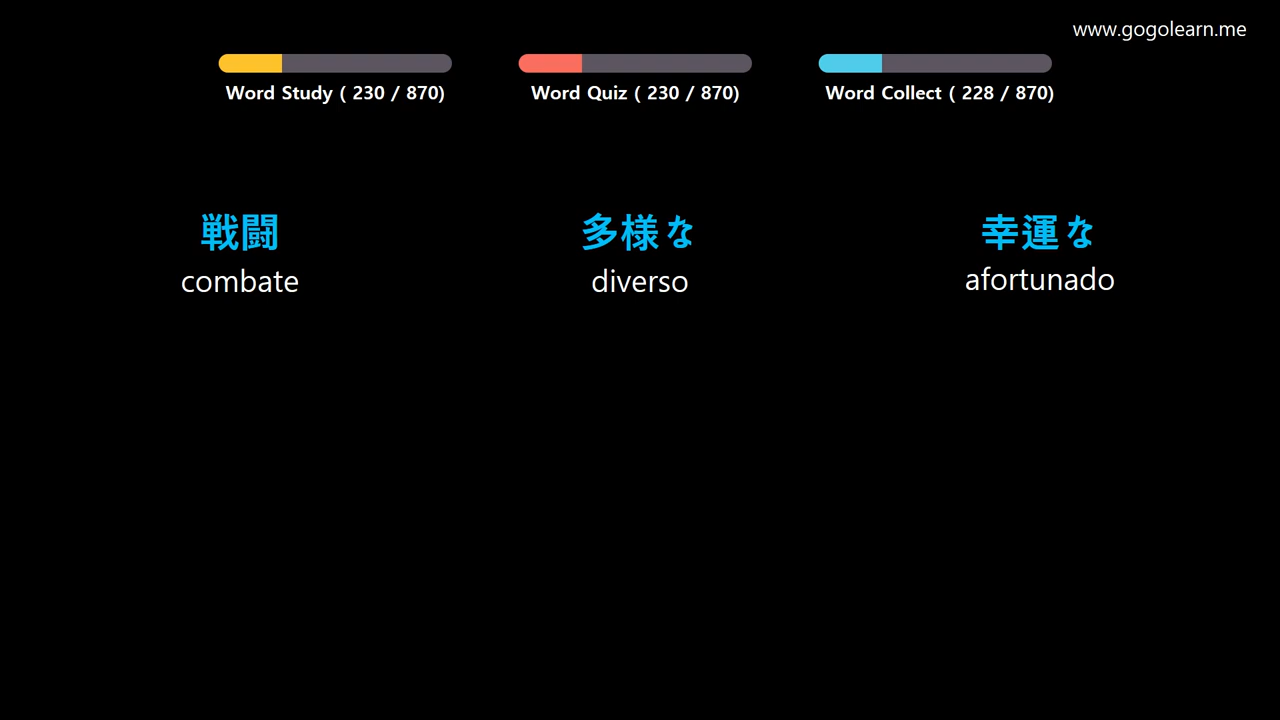 www.gogolearn.me
Word Study ( 230 / 870)
Word Quiz ( 230 / 870)
Word Collect ( 228 / 870)
戦闘
combate
多様な
diverso
幸運な
afortunado